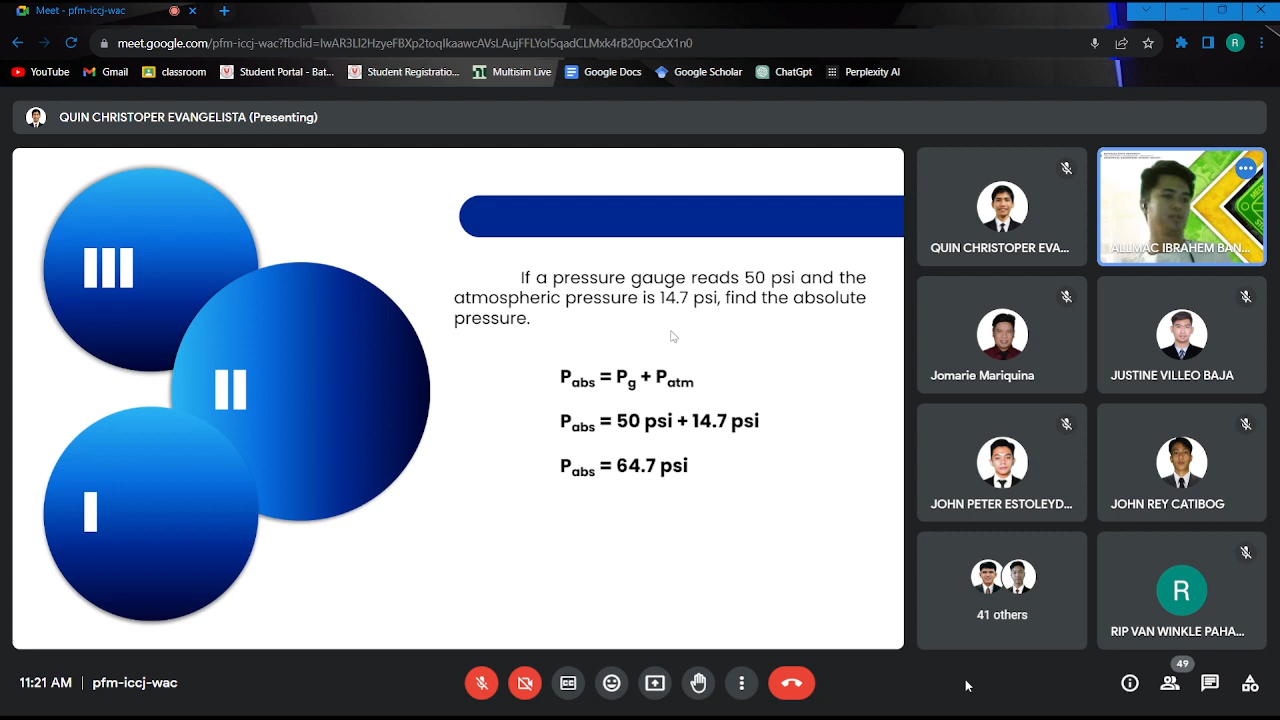 Meet - pfm-iccj-wac
meet.google.com/pfm-iccj-wac?fbclid=IwAR3Ll2HzyeFBXp2toqIkaawcAVsLAujFFLYoI5qadCLMxk4rB20pcQcX1n0
R
YouTube Gmail classroom Student Portal - Bat... Student Registratio... Multisim Live Google Docs Google Scholar ChatGpt Perplexity AI
QUIN CHRISTOPER EVANGELISTA (Presenting)
III
II
I
If a pressure gauge reads 50 psi and the
atmospheric pressure is 14.7 psi, find the absolute
pressure.
Pabs = Pg + Patm
Pabs = 50 psi + 14.7 psi
Pabs = 64.7 psi
QUIN CHRISTOPER EVA...
ALLMAC IBRAHEM BAN...
Jomarie Mariquina
JUSTINE VILLEO BAJA
JOHN PETER ESTOLEYD...
JOHN REY CATIBOG
41 others
R
RIP VAN WINKLE PAHA...
11:21 AM | pfm-iccj-wac
49